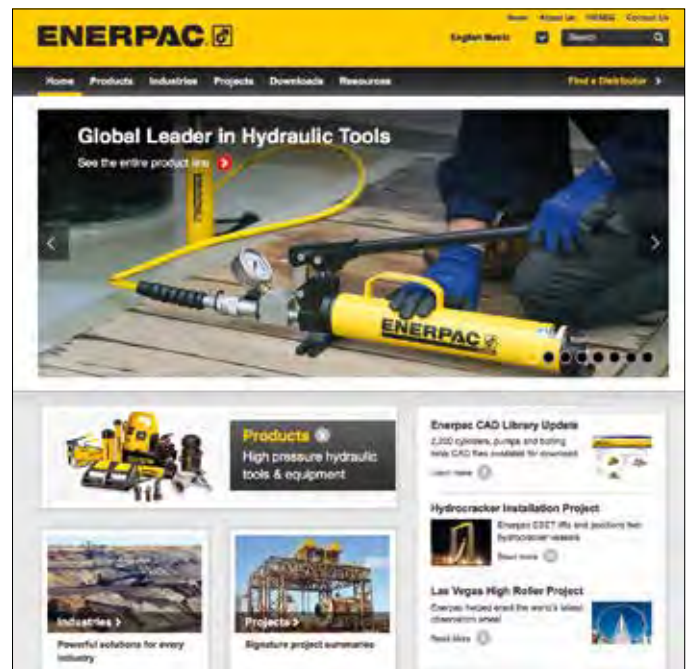 News About Us Contact Us
ENERPAC
English Metric
Search
Home Products Industries Projects Downloads Resources
Find a Distributor
Global Leader in Hydraulic Tools
See the entire product line
ENERPAC
ENERPAC
Products
High pressure hydraulic
tools & equipment
Enerpac CAD Library Update
2,200 cylinders, pumps and bolting
tools CAD files available for download
Learn more
Hydrocracker Installation Project
Enerpac lifts and positions two
hydrocracker vessels
Read more
Las Vegas High Roller Project
Enerpac helped erect the world's tallest
observation wheel
Read More
Industries >
Powerful solutions for every
industry
Projects >
Signature project summaries